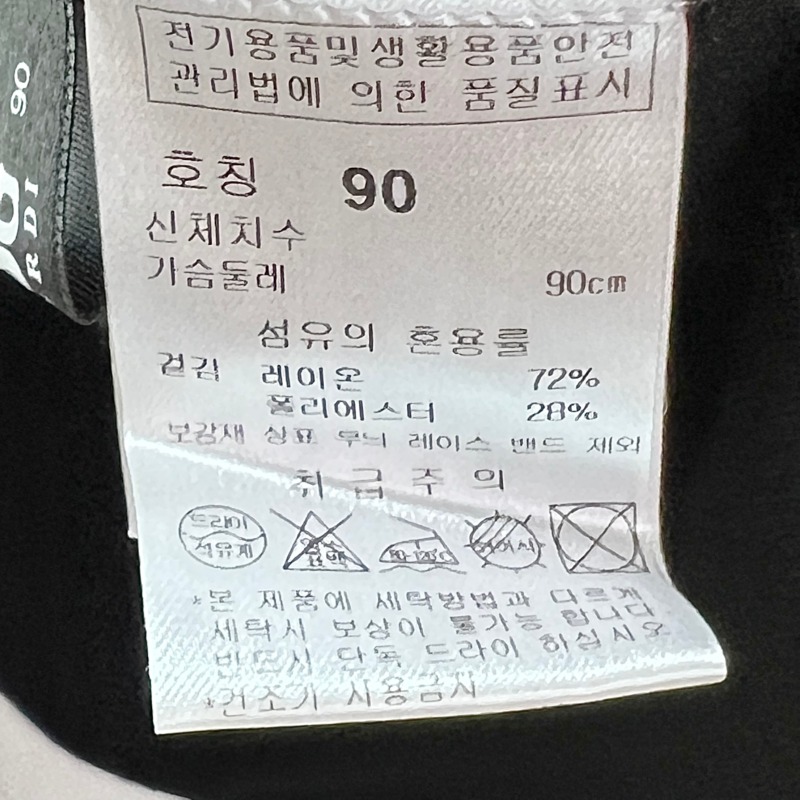 90
RDI
전기용품및생활용품안전
관리법에 의한 품질표시
호칭 90
신체치수
가슴둘레 90cm
섬유의 혼용률
겉감 레이온 72%
폴리에스터 28%
보강재 상표 무늬 레이스 밴드 제외
취급주의
드라이
석유계
*본 제품에 세탁방법과 다르게
세탁시 보상이 불가능 합니다
반드시 단독 드라이 하십시오
*건조기 사용금지